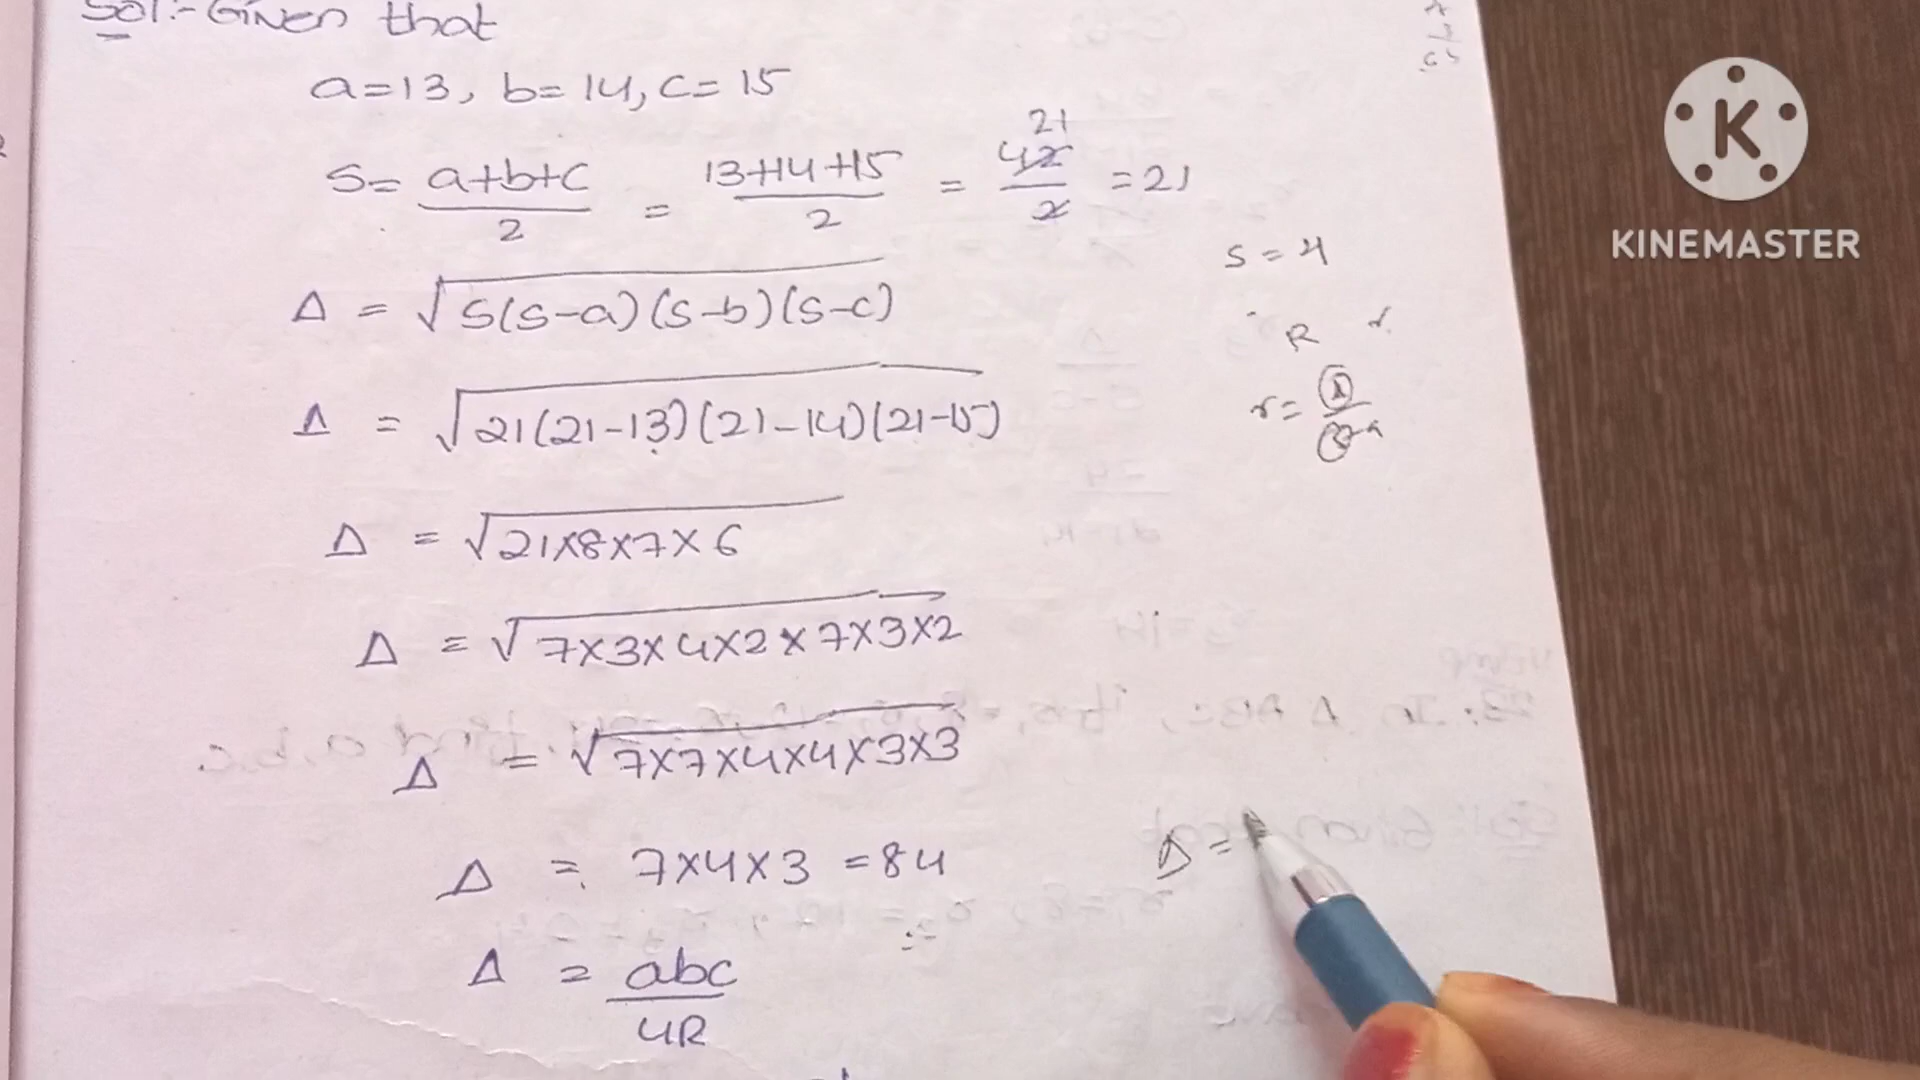 Sol:- Given that
a=13, b=14, c=15
S= a+b+c/2 = 13+14+15/2 = 42/2 21 = 21
Δ = √S(S-a)(S-b)(S-c)
Δ = √21(21-13)(21-14)(21-15)
Δ = √21×8×7×6
Δ = √7×3×4×2×7×3×2
Δ = √7×7×4×4×3×3
Δ = 7×4×3 =84
Δ = abc/4R
S =
R r
r=
Δ =
KINEMASTER